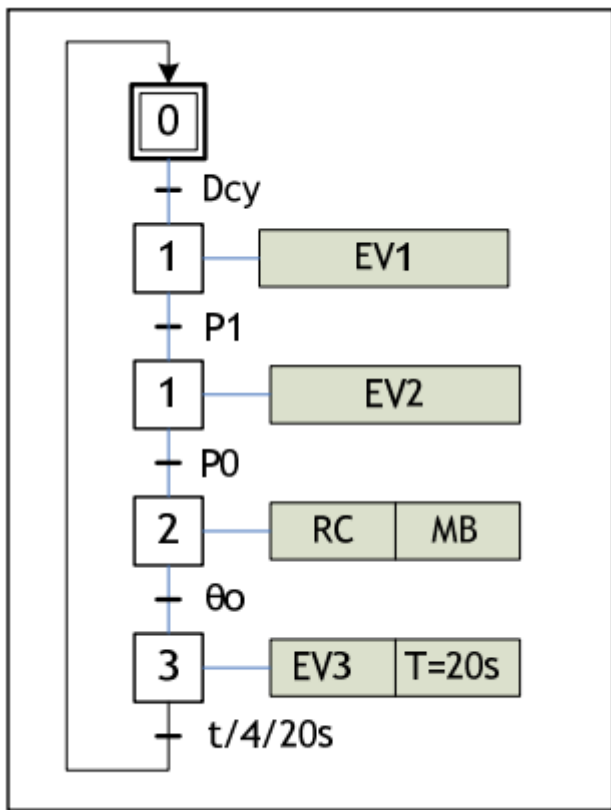 0
Dcy
1 EV1
P1
1 EV2
P0
2 RC MB
θo
3 EV3 T=20s
t/4/20s